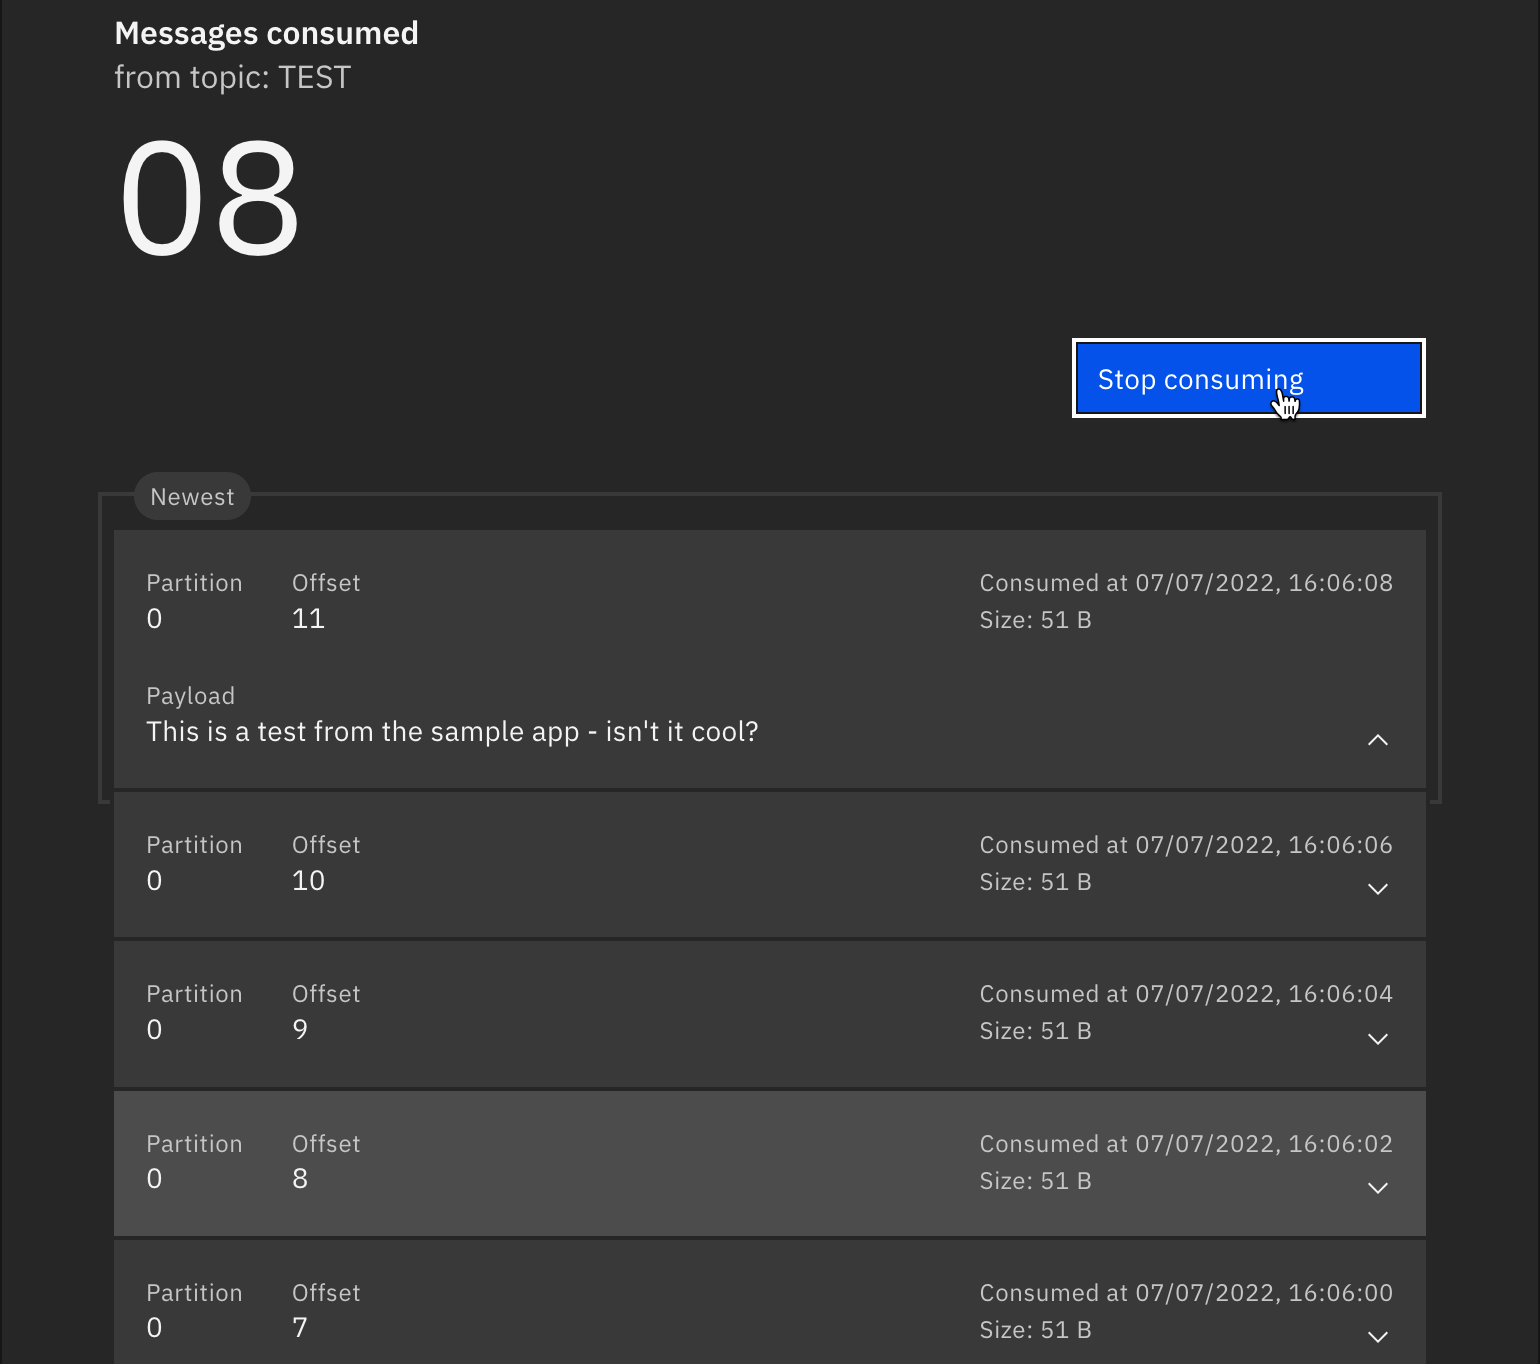 Messages consumed
from topic: TEST
08
Stop consuming
Newest
Partition Offset Consumed at 07/07/2022, 16:06:08
0 11 Size: 51 B
Payload
This is a test from the sample app - isn't it cool?
Partition Offset Consumed at 07/07/2022, 16:06:06
0 10 Size: 51 B
Partition Offset Consumed at 07/07/2022, 16:06:04
0 9 Size: 51 B
Partition Offset Consumed at 07/07/2022, 16:06:02
0 8 Size: 51 B
Partition Offset Consumed at 07/07/2022, 16:06:00
0 7 Size: 51 B